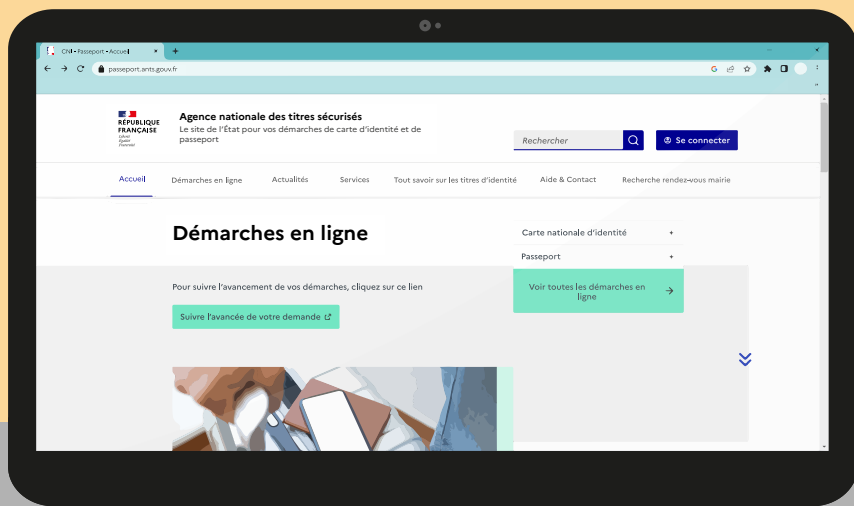 CNI - Passeport - Accueil
passeport.ants.gouv.fr
RÉPUBLIQUE
FRANÇAISE
Liberté
Égalité
Fraternité
Agence nationale des titres sécurisés
Le site de l'État pour vos démarches de carte d'identité et de
passeport
Rechercher
Se connecter
Accueil
Démarches en ligne
Actualités
Services
Tout savoir sur les titres d'identité
Aide & Contact
Recherche rendez-vous mairie
Démarches en ligne
Carte nationale d'identité
Passeport
Pour suivre l'avancement de vos démarches, cliquez sur ce lien
Suivre l'avancée de votre demande
Voir toutes les démarches en
ligne